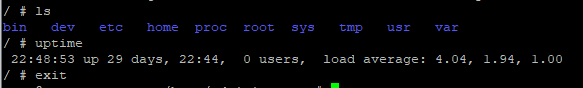 / # ls
bin dev etc home proc root sys tmp usr var
/ # uptime
22:48:53 up 29 days, 22:44, 0 users, load average: 4.04, 1.94, 1.00
/ # exit